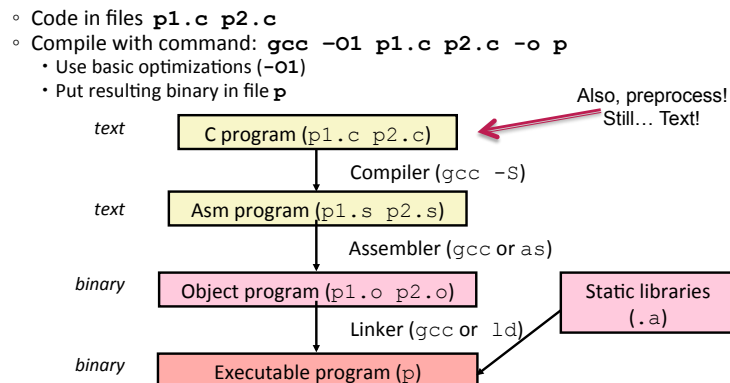 ◦ Code in files p1.c p2.c
◦ Compile with command: gcc –O1 p1.c p2.c -o p
• Use basic optimizations (-O1)
• Put resulting binary in file p
Also, preprocess!
Still… Text!
text
C program (p1.c p2.c)
Compiler (gcc -S)
text
Asm program (p1.s p2.s)
Assembler (gcc or as)
binary
Object program (p1.o p2.o)
Static libraries
(.a)
Linker (gcc or ld)
binary
Executable program (p)